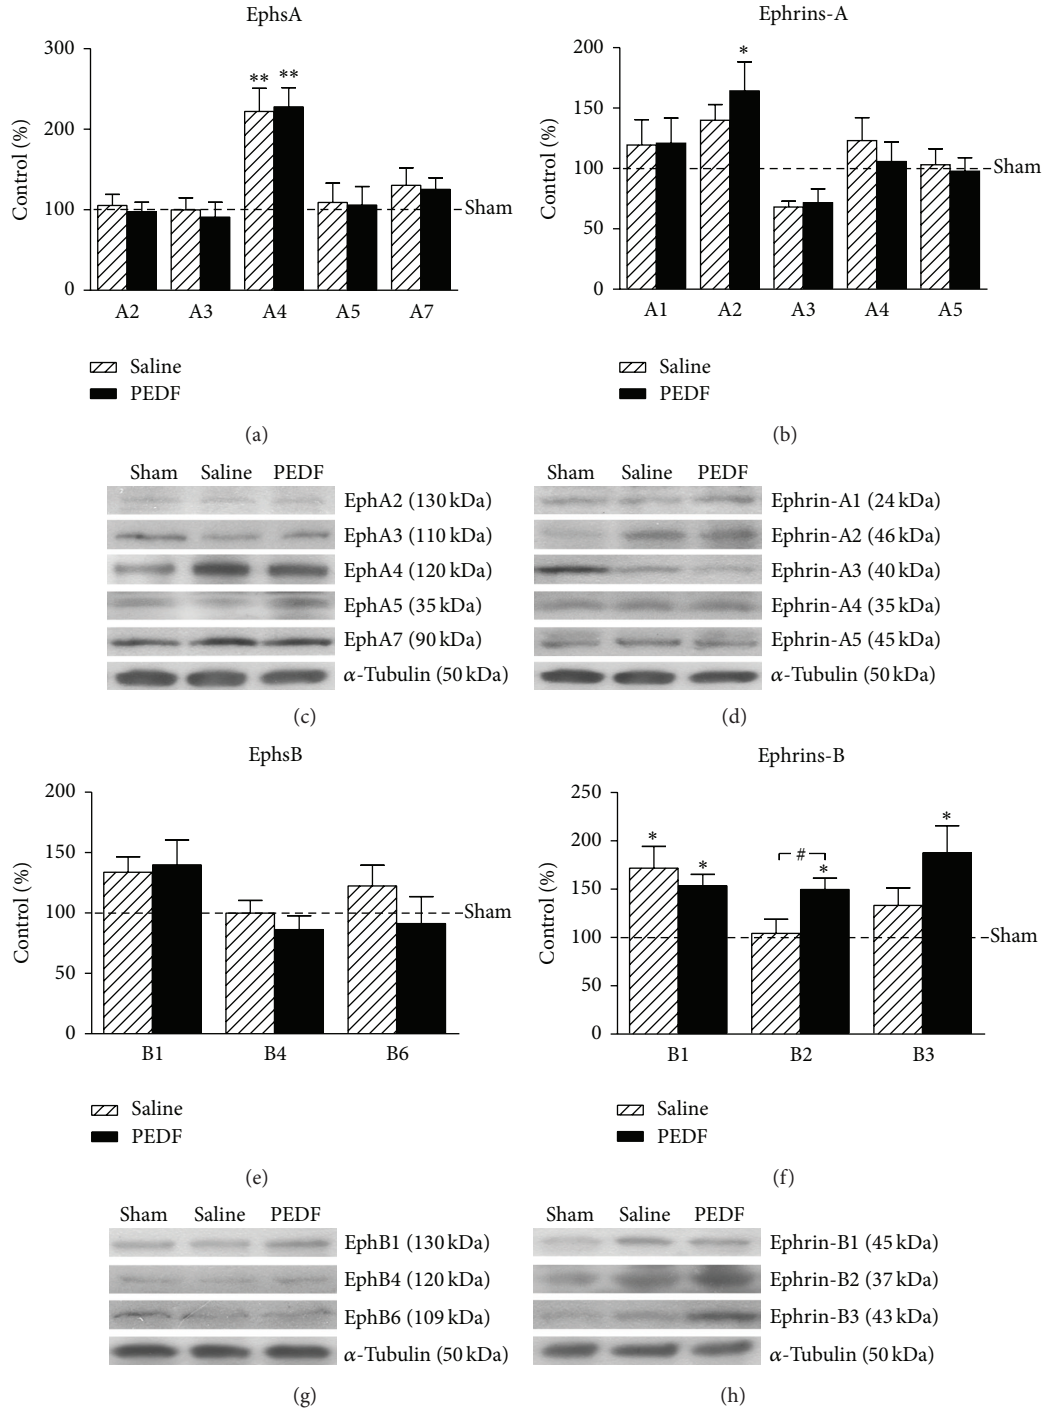 EphsA
Control (%)
300
200
100
0
** **
Sham
A2 A3 A4 A5 A7
Saline
PEDF
(a)
Ephrins-A
Control (%)
200
150
100
50
0
*
Sham
A1 A2 A3 A4 A5
Saline
PEDF
(b)
Sham Saline PEDF
EphA2 (130 kDa)
EphA3 (110 kDa)
EphA4 (120 kDa)
EphA5 (35 kDa)
EphA7 (90 kDa)
α-Tubulin (50 kDa)
(c)
Sham Saline PEDF
Ephrin-A1 (24 kDa)
Ephrin-A2 (46 kDa)
Ephrin-A3 (40 kDa)
Ephrin-A4 (35 kDa)
Ephrin-A5 (45 kDa)
α-Tubulin (50 kDa)
(d)
EphsB
Control (%)
200
150
100
50
0
Sham
B1 B4 B6
Saline
PEDF
(e)
Ephrins-B
Control (%)
250
200
150
100
50
0
* * # * *
Sham
B1 B2 B3
Saline
PEDF
(f)
Sham Saline PEDF
EphB1 (130 kDa)
EphB4 (120 kDa)
EphB6 (109 kDa)
α-Tubulin (50 kDa)
(g)
Sham Saline PEDF
Ephrin-B1 (45 kDa)
Ephrin-B2 (37 kDa)
Ephrin-B3 (43 kDa)
α-Tubulin (50 kDa)
(h)